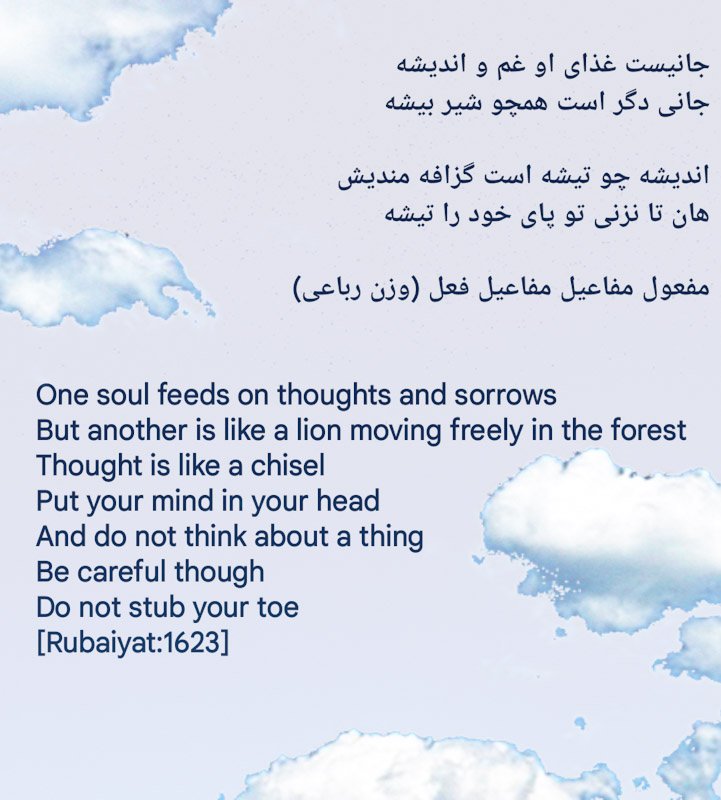 جانیست غذای او غم و اندیشه
جانی دگر است همچو شیر بیشه
اندیشه چو تیشه است گزافه مندیش
هان تا نزنی تو پای خود را تیشه
مفعول مفاعیل مفاعیل فعل (وزن رباعی)
One soul feeds on thoughts and sorrows
But another is like a lion moving freely in the forest
Thought is like a chisel
Put your mind in your head
And do not think about a thing
Be careful though
Do not stub your toe
[Rubaiyat:1623]